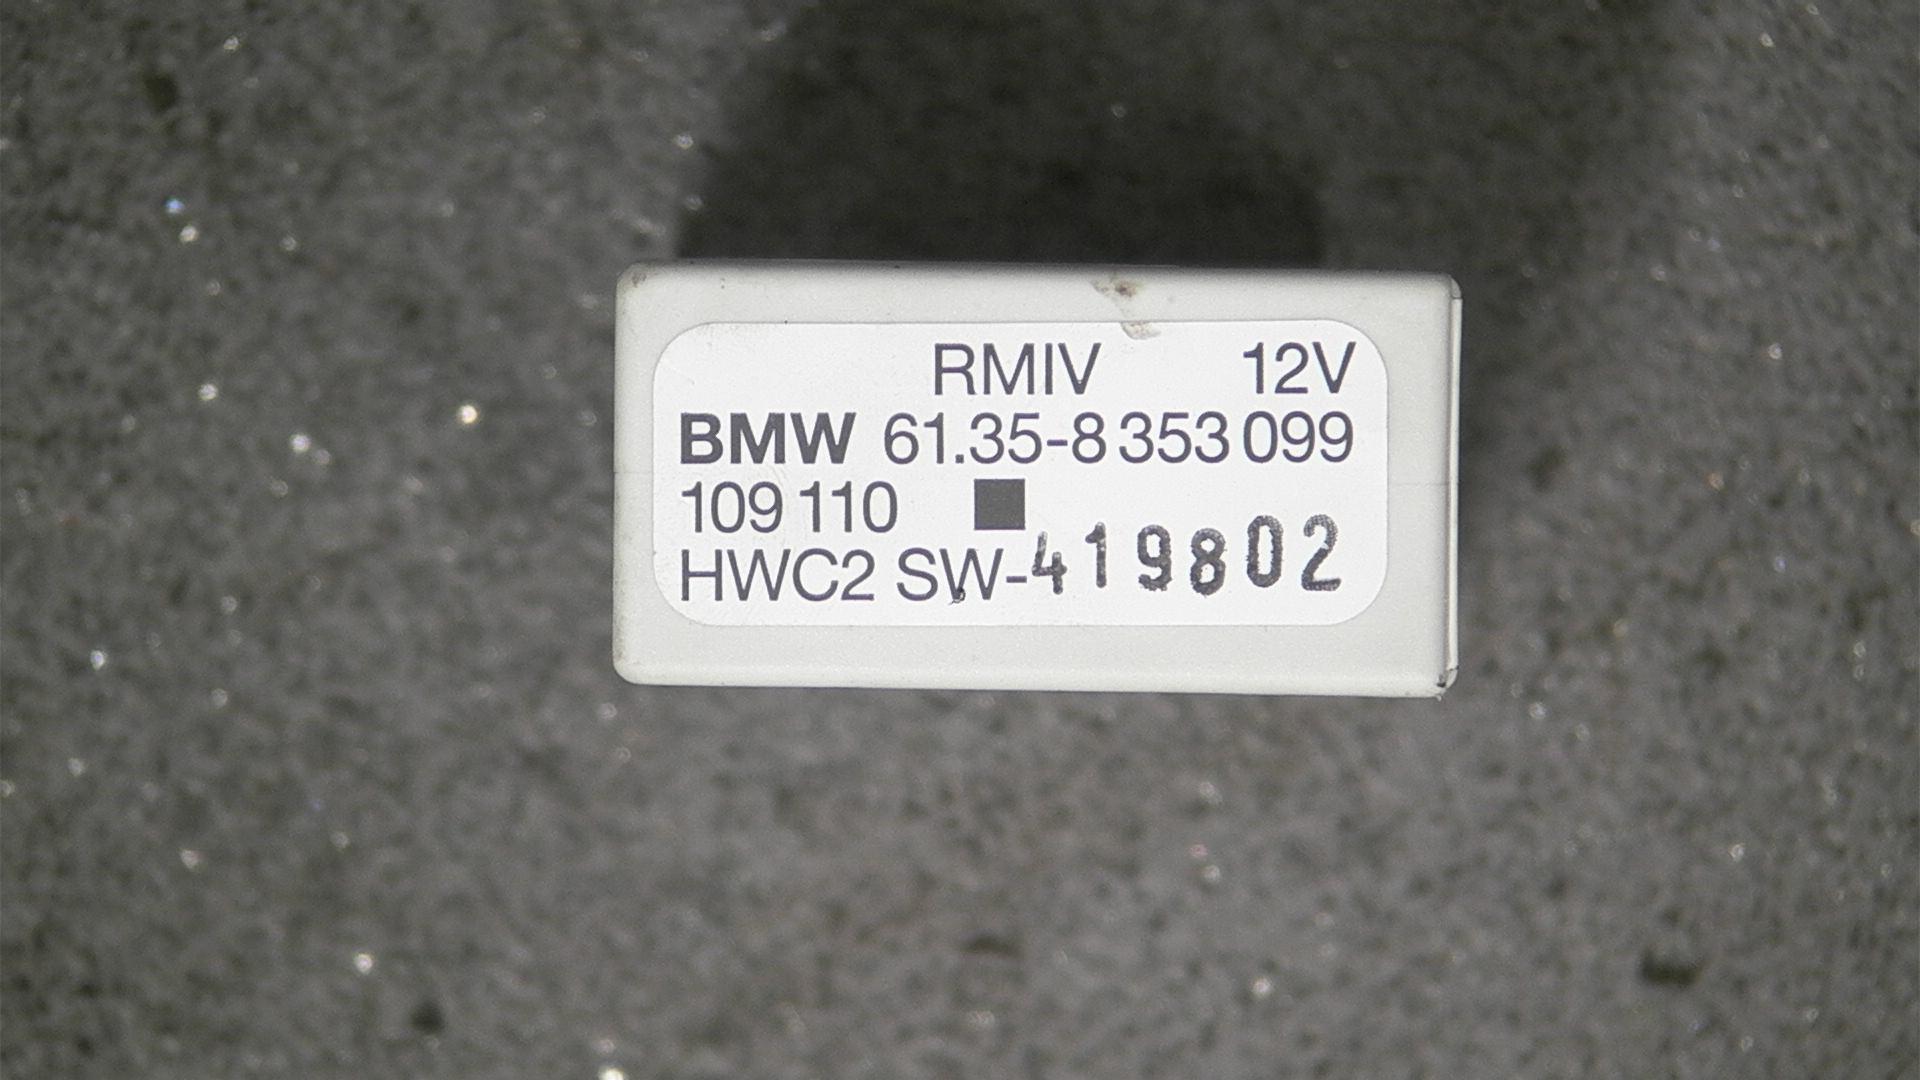 RMIV 12V
BMW 61.35-8 353 099
109 110 ■
HWC2 SW-419802